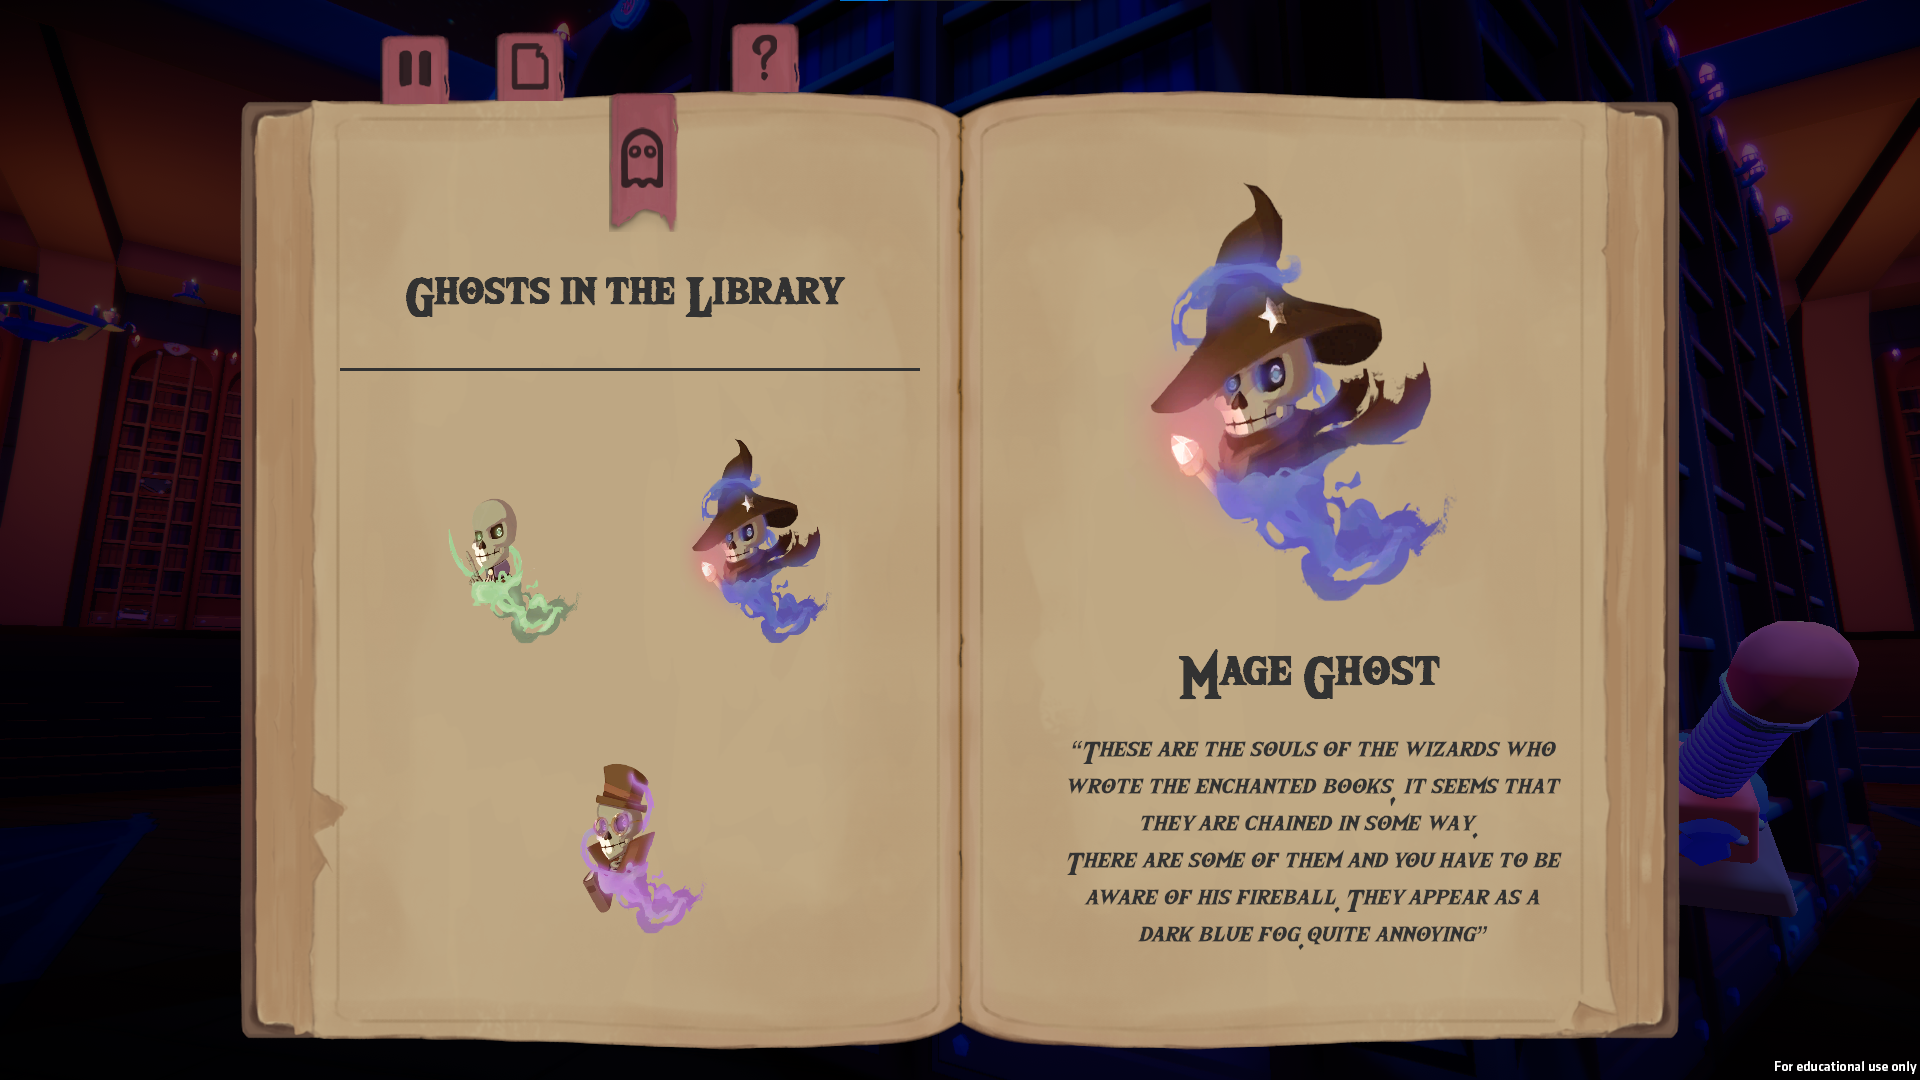 ?
Ghosts in the Library
Mage Ghost
“These are the souls of the wizards who
wrote the enchanted books, it seems that
they are chained in some way.
There are some of them and you have to be
aware of his fireball. They appear as a
dark blue fog, quite annoying”
For educational use only